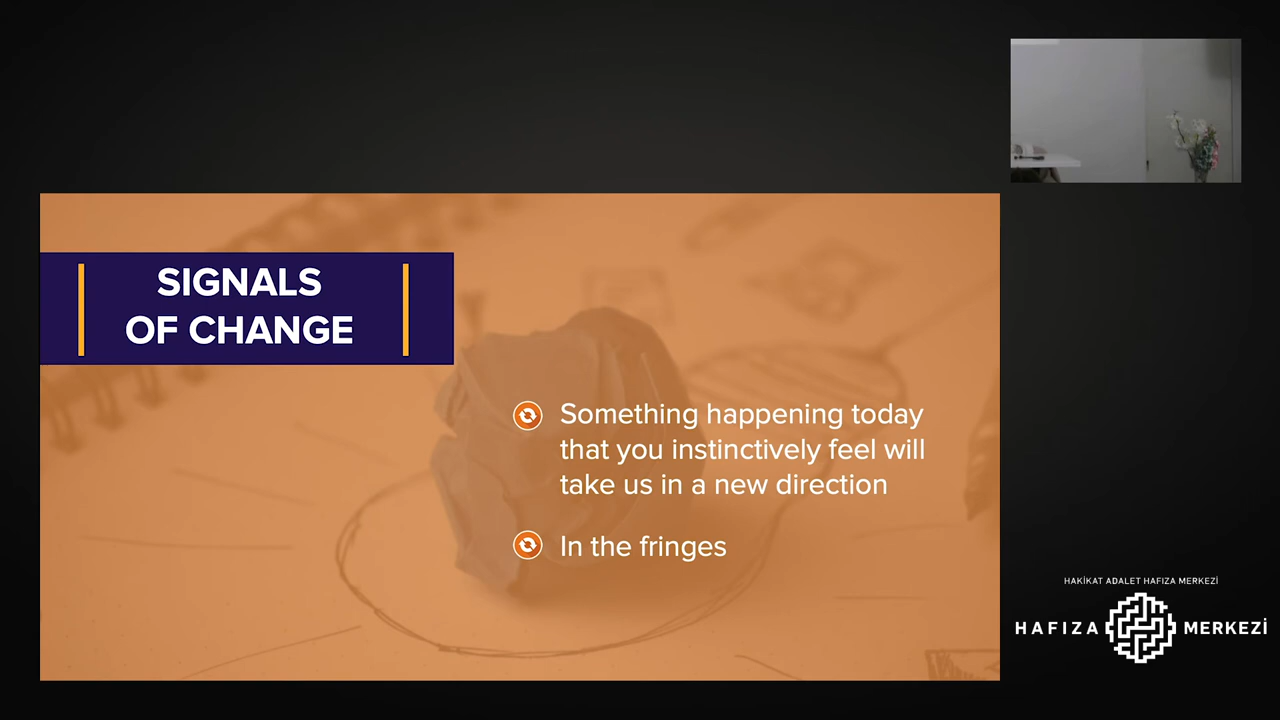 SIGNALS
OF CHANGE
Something happening today
that you instinctively feel will
take us in a new direction
In the fringes
HAKİKAT ADALET HAFIZA MERKEZİ
HAFIZA MERKEZİ